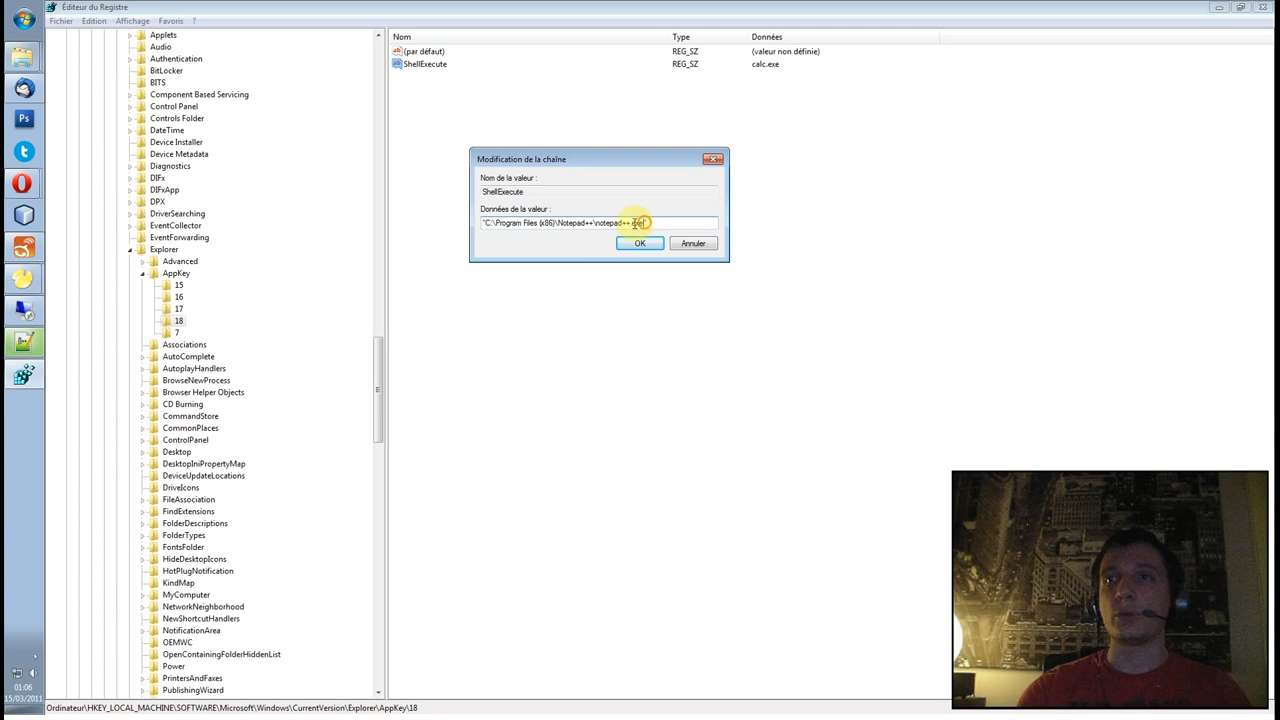 Éditeur du Registre
Fichier Edition Affichage Favoris ?
Applets
Audio
Authentication
BitLocker
BITS
Component Based Servicing
Control Panel
Controls Folder
DateTime
Device Installer
Device Metadata
Diagnostics
DIFx
DIFxApp
DPX
DriverSearching
EventCollector
EventForwarding
Explorer
Advanced
AppKey
15
16
17
18
7
Associations
AutoComplete
AutoplayHandlers
BrowseNewProcess
Browser Helper Objects
CD Burning
CommandStore
CommonPlaces
ControlPanel
Desktop
DesktopIniPropertyMap
DeviceUpdateLocations
DriveIcons
FileAssociation
FindExtensions
FolderDescriptions
FolderTypes
FontsFolder
HideDesktopIcons
HotPlugNotification
KindMap
MyComputer
NetworkNeighborhood
NewShortcutHandlers
NotificationArea
OEMWC
OpenContainingFolderHiddenList
Power
PrintersAndFaxes
PublishingWizard
Nom Type Données
(par défaut) REG_SZ (valeur non définie)
ShellExecute REG_SZ calc.exe
Modification de la chaîne
Nom de la valeur :
ShellExecute
Données de la valeur :
"C:\Program Files (x86)\Notepad++\notepad++.exe"
OK Annuler
Ps
01:06
15/03/2011
Ordinateur\HKEY_LOCAL_MACHINE\SOFTWARE\Microsoft\Windows\CurrentVersion\Explorer\AppKey\18